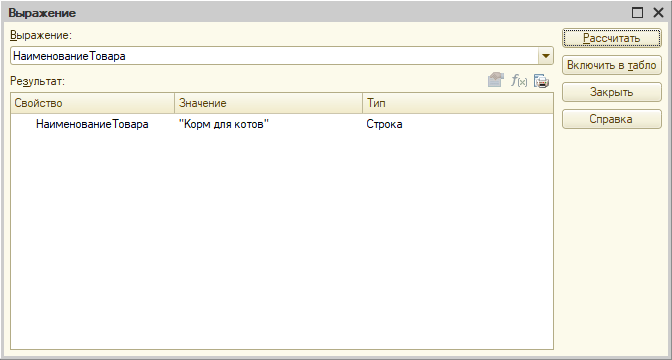 Выражение
Выражение:
НаименованиеТовара
Результат:
f(x)
Свойство Значение Тип
НаименованиеТовара "Корм для котов" Строка
Рассчитать
Включить в табло
Закрыть
Справка